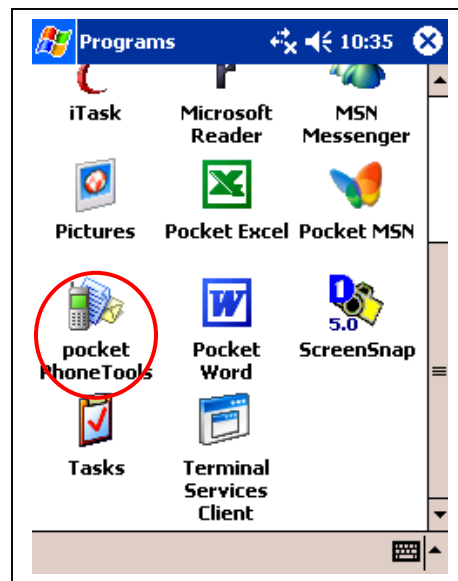 Programs 10:35
iTask Microsoft Reader MSN Messenger
Pictures Pocket Excel Pocket MSN
W 5.0
pocket PhoneTools Pocket Word ScreenSnap
Tasks Terminal Services Client